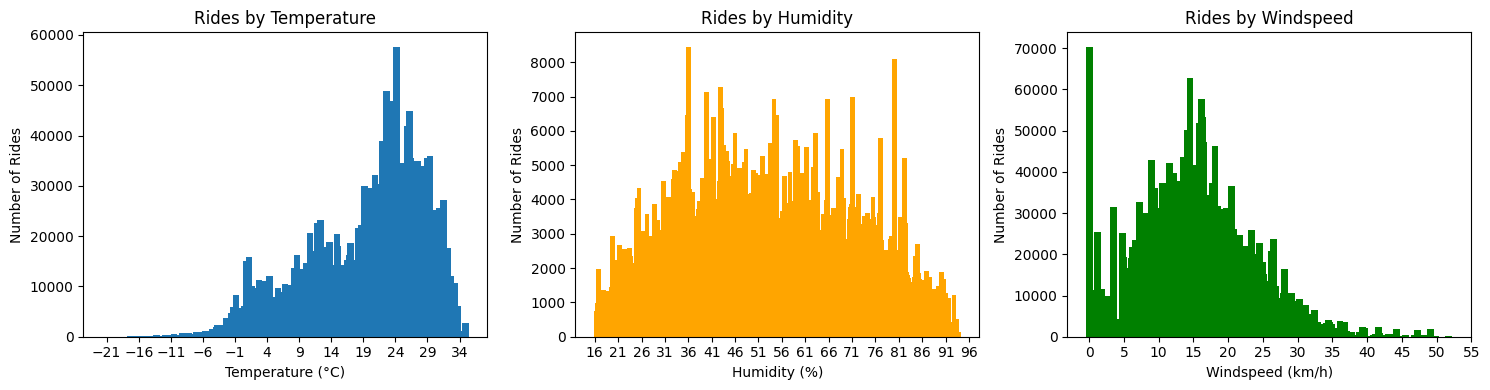 Rides by Temperature
Number of Rides
60000
50000
40000
30000
20000
10000
0
−21 −16 −11 −6 −1 4 9 14 19 24 29 34
Temperature (°C)
Rides by Humidity
Number of Rides
8000
7000
6000
5000
4000
3000
2000
1000
0
16 21 26 31 36 41 46 51 56 61 66 71 76 81 86 91 96
Humidity (%)
Rides by Windspeed
Number of Rides
70000
60000
50000
40000
30000
20000
10000
0
0 5 10 15 20 25 30 35 40 45 50 55
Windspeed (km/h)